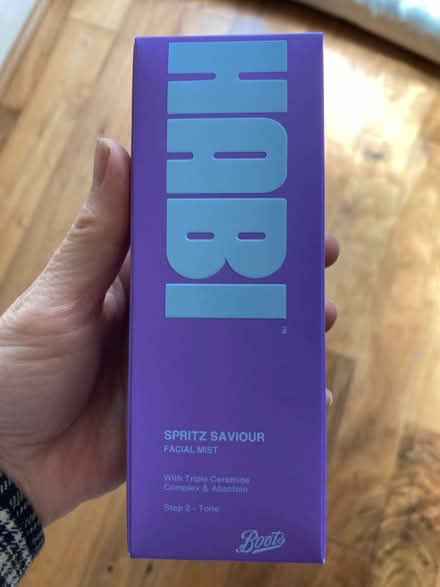 HABI
SPRITZ SAVIOUR
FACIAL MIST
With Triple Ceramide
Complex & Allantoin
Step 2 - Tone
Boots